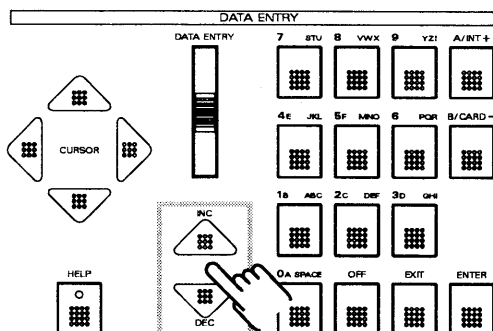 DATA ENTRY
DATA ENTRY
7 STU 8 VWX 9 YZ! A/INT+
4E JKL 5F MNO 6 PQR B/CARD-
CURSOR
1B ABC 2C DEF 3D GHI
INC
HELP
0A SPACE OFF EXIT ENTER
DEC